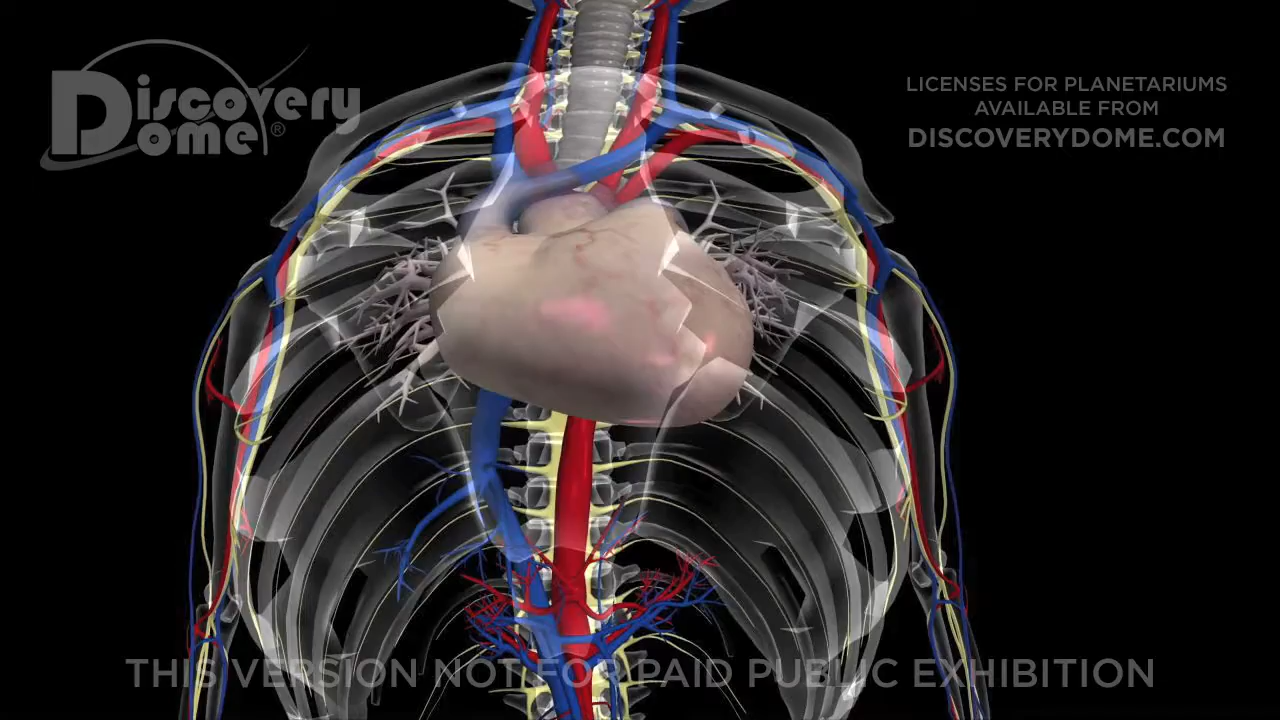 Discovery
Dome®
LICENSES FOR PLANETARIUMS
AVAILABLE FROM
DISCOVERYDOME.COM
THIS VERSION NOT FOR PAID PUBLIC EXHIBITION